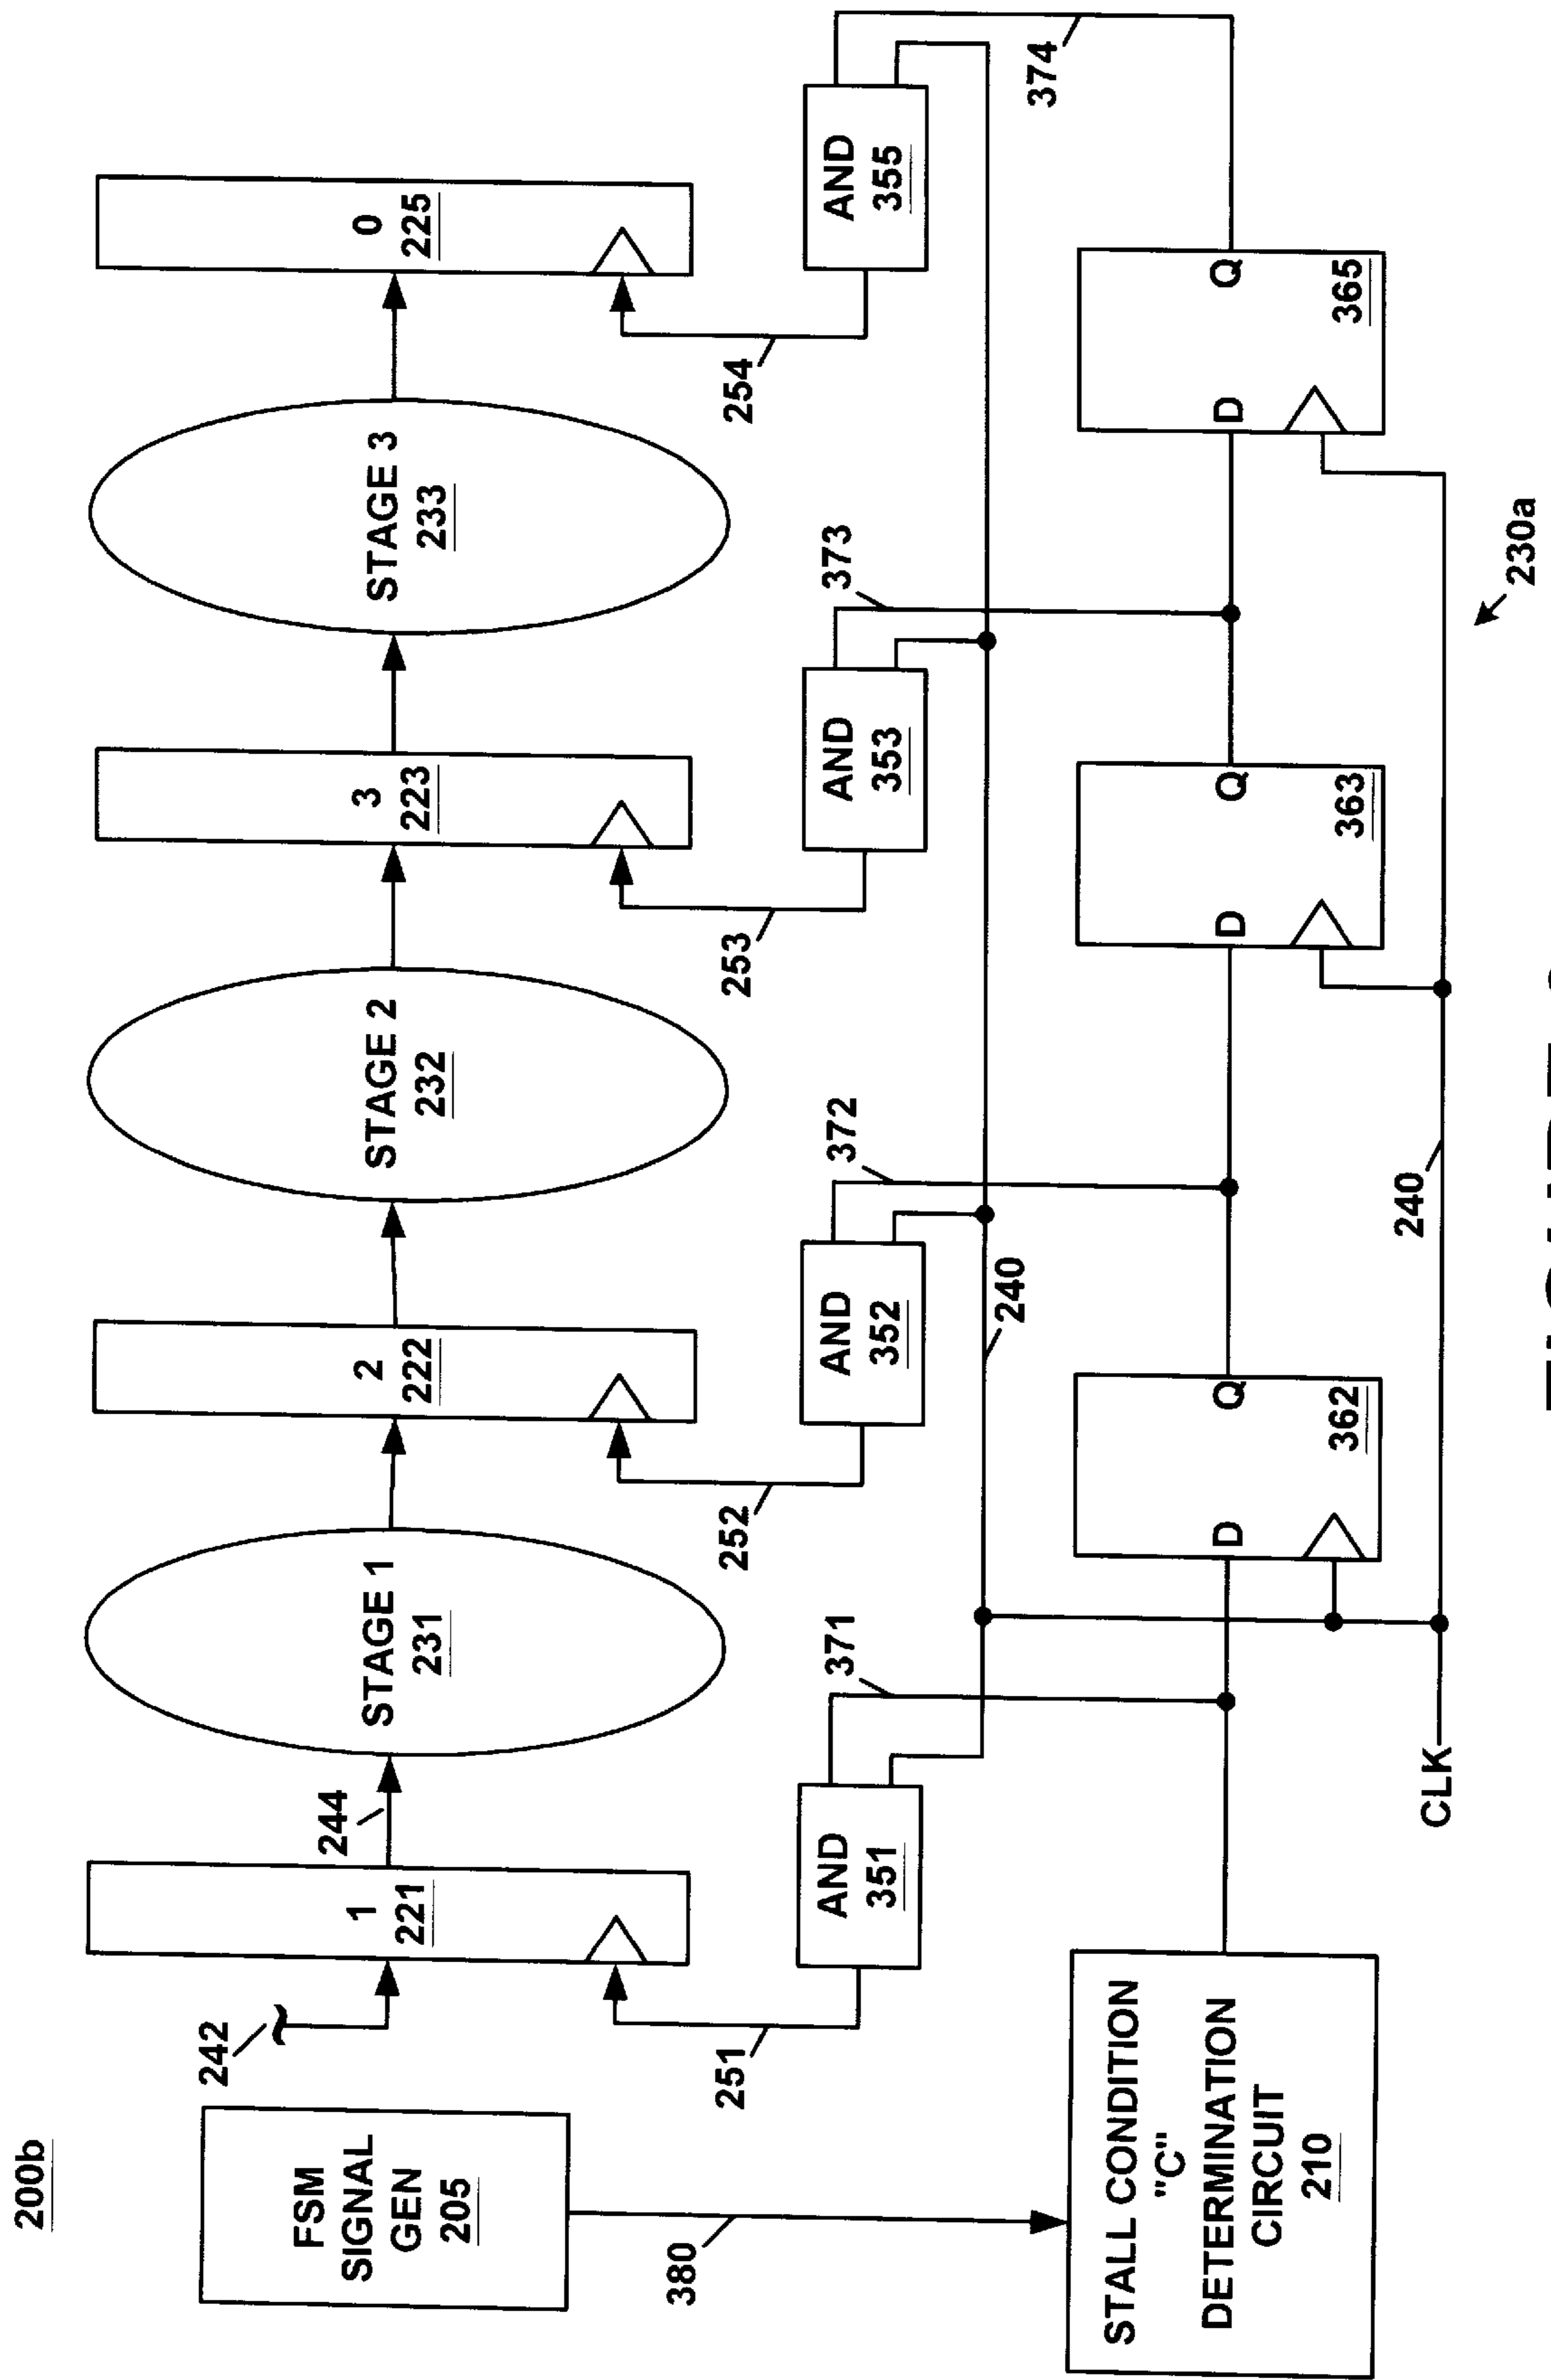 200b
FSM
SIGNAL
GEN
205
242
1
221
244
STAGE 1
231
2
222
STAGE 2
232
3
223
STAGE 3
233
0
225
380
251
252
253
254
AND
351
AND
352
AND
353
AND
355
371
372
373
374
240
STALL CONDITION
"C"
DETERMINATION
CIRCUIT
210
D
Q
362
D
Q
363
D
Q
365
CLK
240
230a